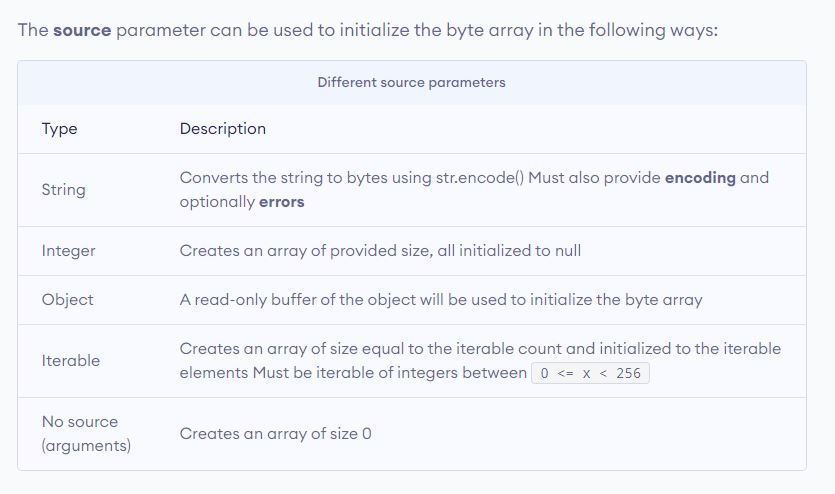 The source parameter can be used to initialize the byte array in the following ways:
Different source parameters
Type Description
String
Converts the string to bytes using str.encode() Must also provide encoding and
optionally errors
Integer Creates an array of provided size, all initialized to null
Object A read-only buffer of the object will be used to initialize the byte array
Iterable
Creates an array of size equal to the iterable count and initialized to the iterable
elements Must be iterable of integers between 0 <= x < 256
No source
(arguments)
Creates an array of size 0